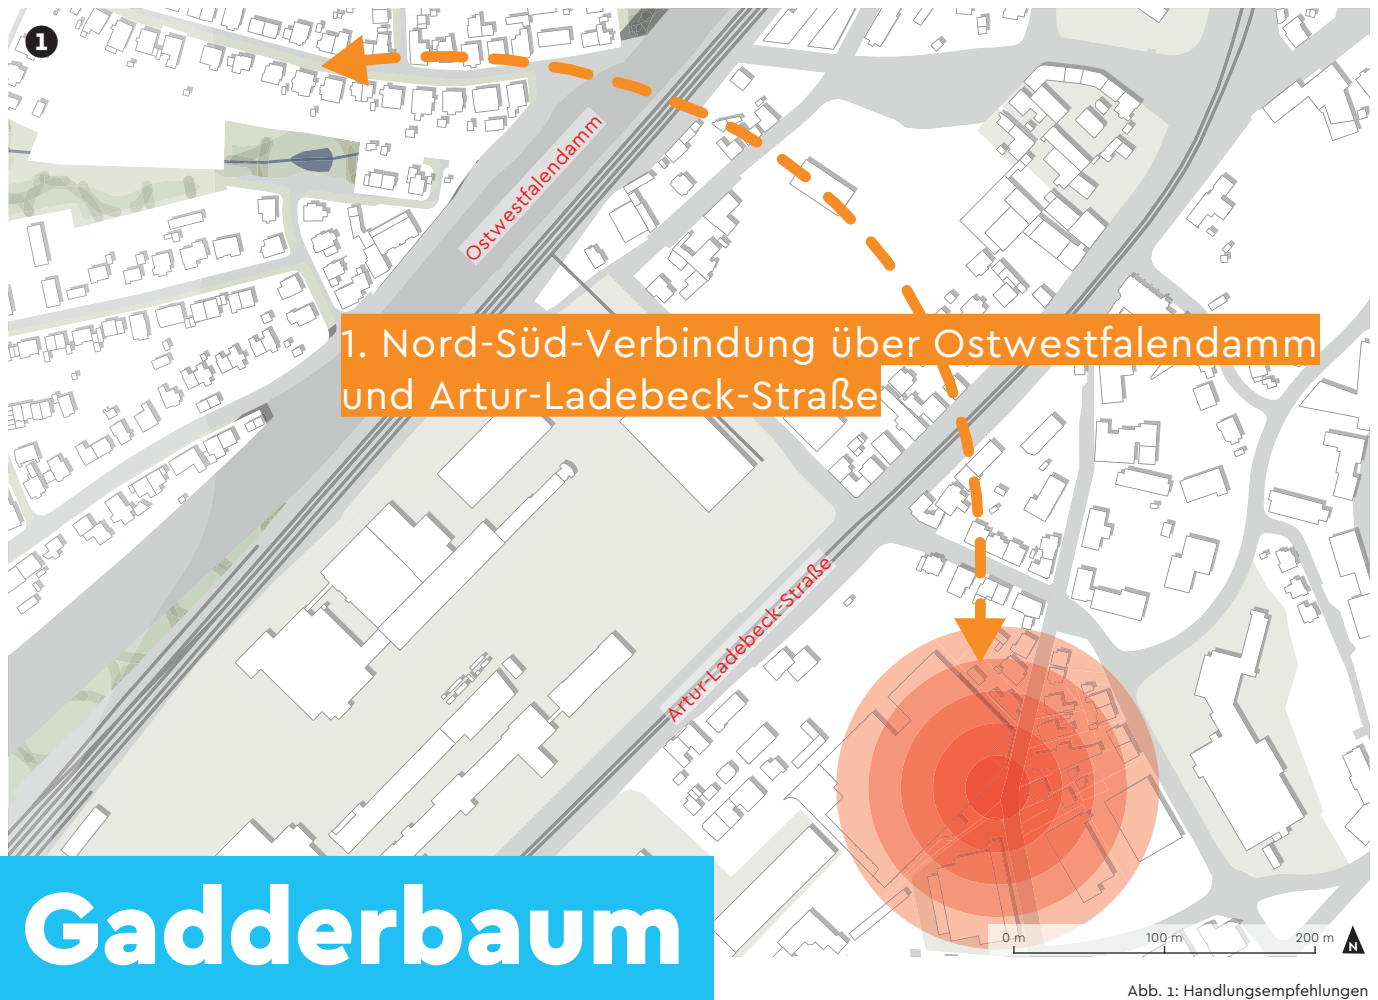 1
Ostwestfalendamm
1. Nord-Süd-Verbindung über Ostwestfalendamm
und Artur-Ladebeck-Straße
Artur-Ladebeck-Straße
Gadderbaum
0 m 100 m 200 m
N
Abb. 1: Handlungsempfehlungen